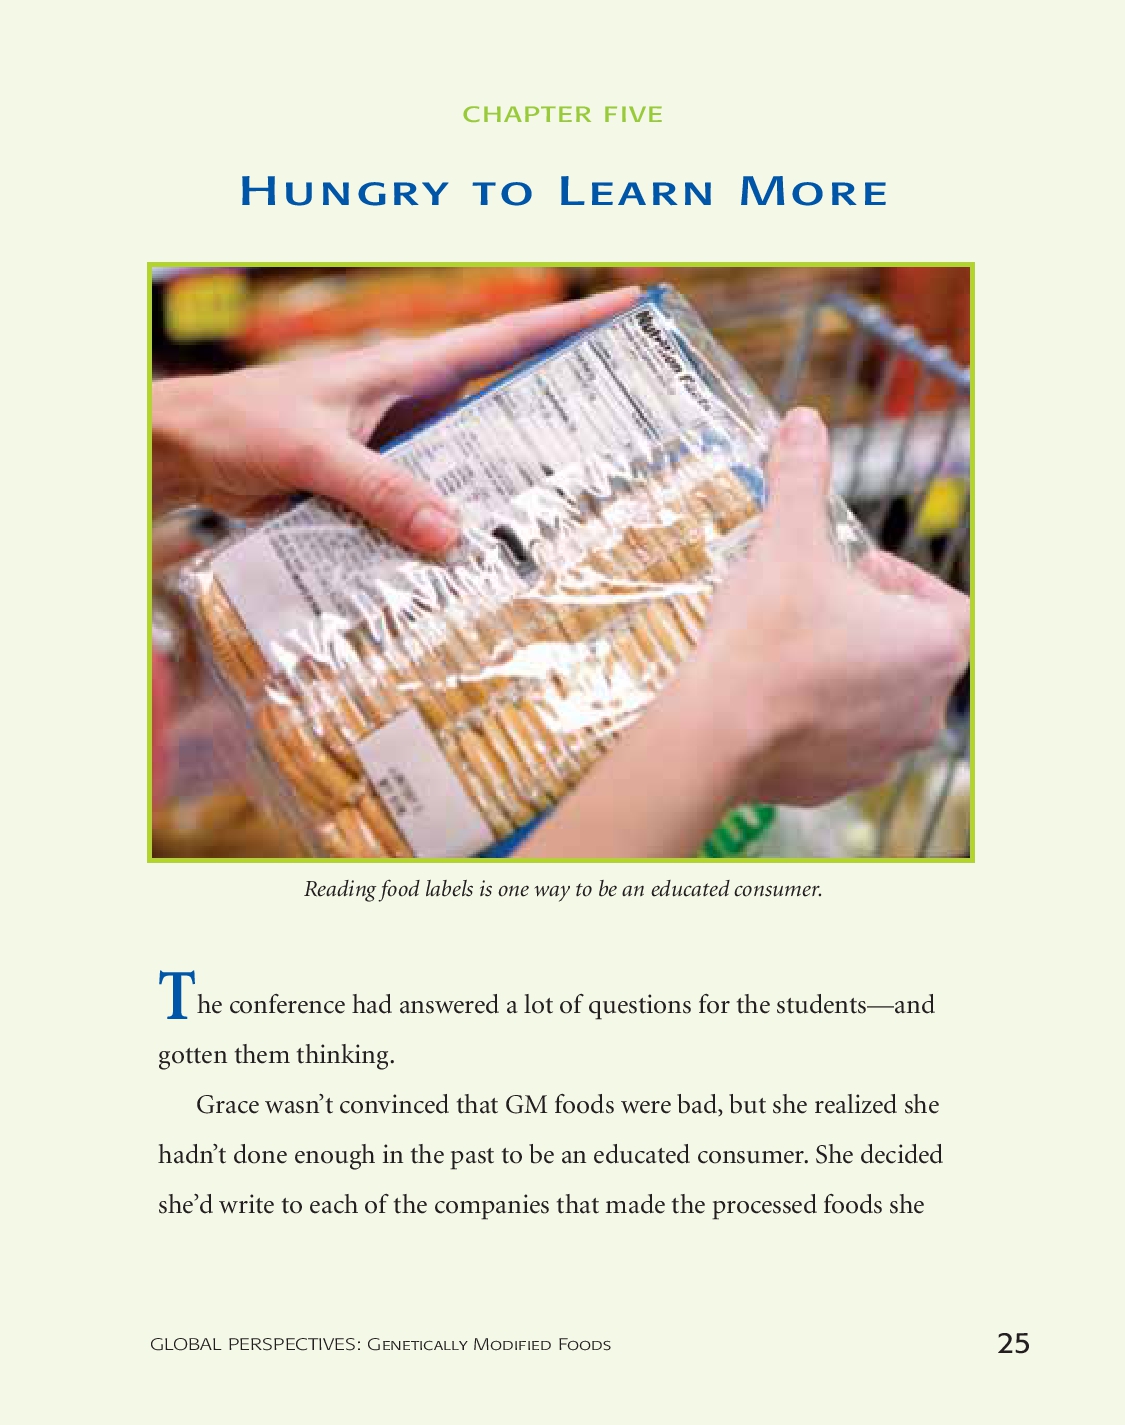 CHAPTER FIVE
HUNGRY TO LEARN MORE
Nutrition Facts
Reading food labels is one way to be an educated consumer.
The conference had answered a lot of questions for the students—and
gotten them thinking.
Grace wasn’t convinced that GM foods were bad, but she realized she
hadn’t done enough in the past to be an educated consumer. She decided
she’d write to each of the companies that made the processed foods she
GLOBAL PERSPECTIVES: GENETICALLY MODIFIED FOODS
25